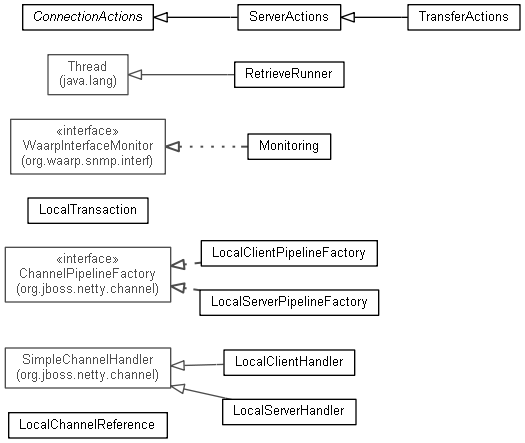 ConnectionActions
ServerActions
TransferActions
Thread
(java.lang)
RetrieveRunner
«interface»
WaarpInterfaceMonitor
(org.waarp.snmp.interf)
Monitoring
LocalTransaction
«interface»
ChannelPipelineFactory
(org.jboss.netty.channel)
LocalClientPipelineFactory
LocalServerPipelineFactory
SimpleChannelHandler
(org.jboss.netty.channel)
LocalClientHandler
LocalServerHandler
LocalChannelReference